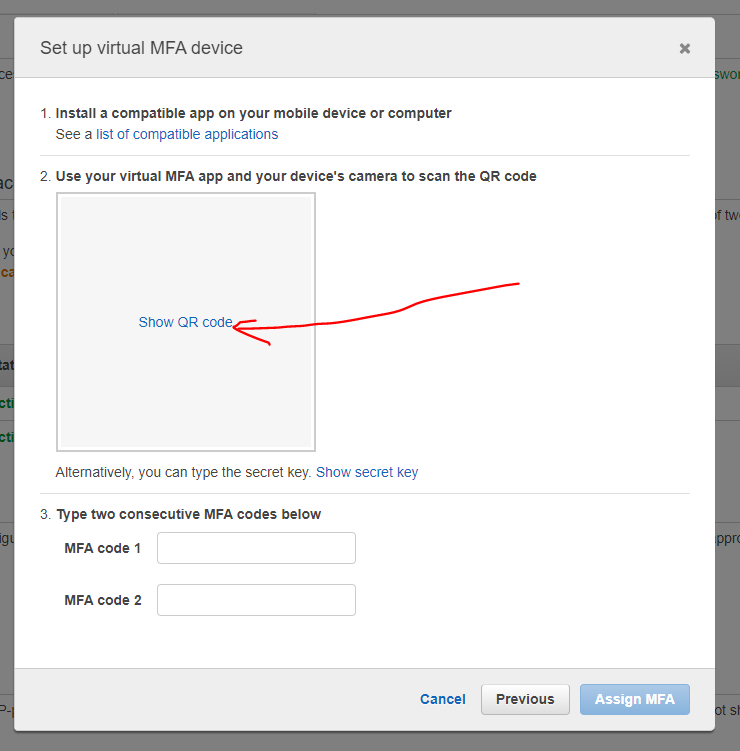 Set up virtual MFA device
1. Install a compatible app on your mobile device or computer
See a list of compatible applications
2. Use your virtual MFA app and your device's camera to scan the QR code
Show QR code
Alternatively, you can type the secret key. Show secret key
3. Type two consecutive MFA codes below
MFA code 1
MFA code 2
Cancel
Previous
Assign MFA